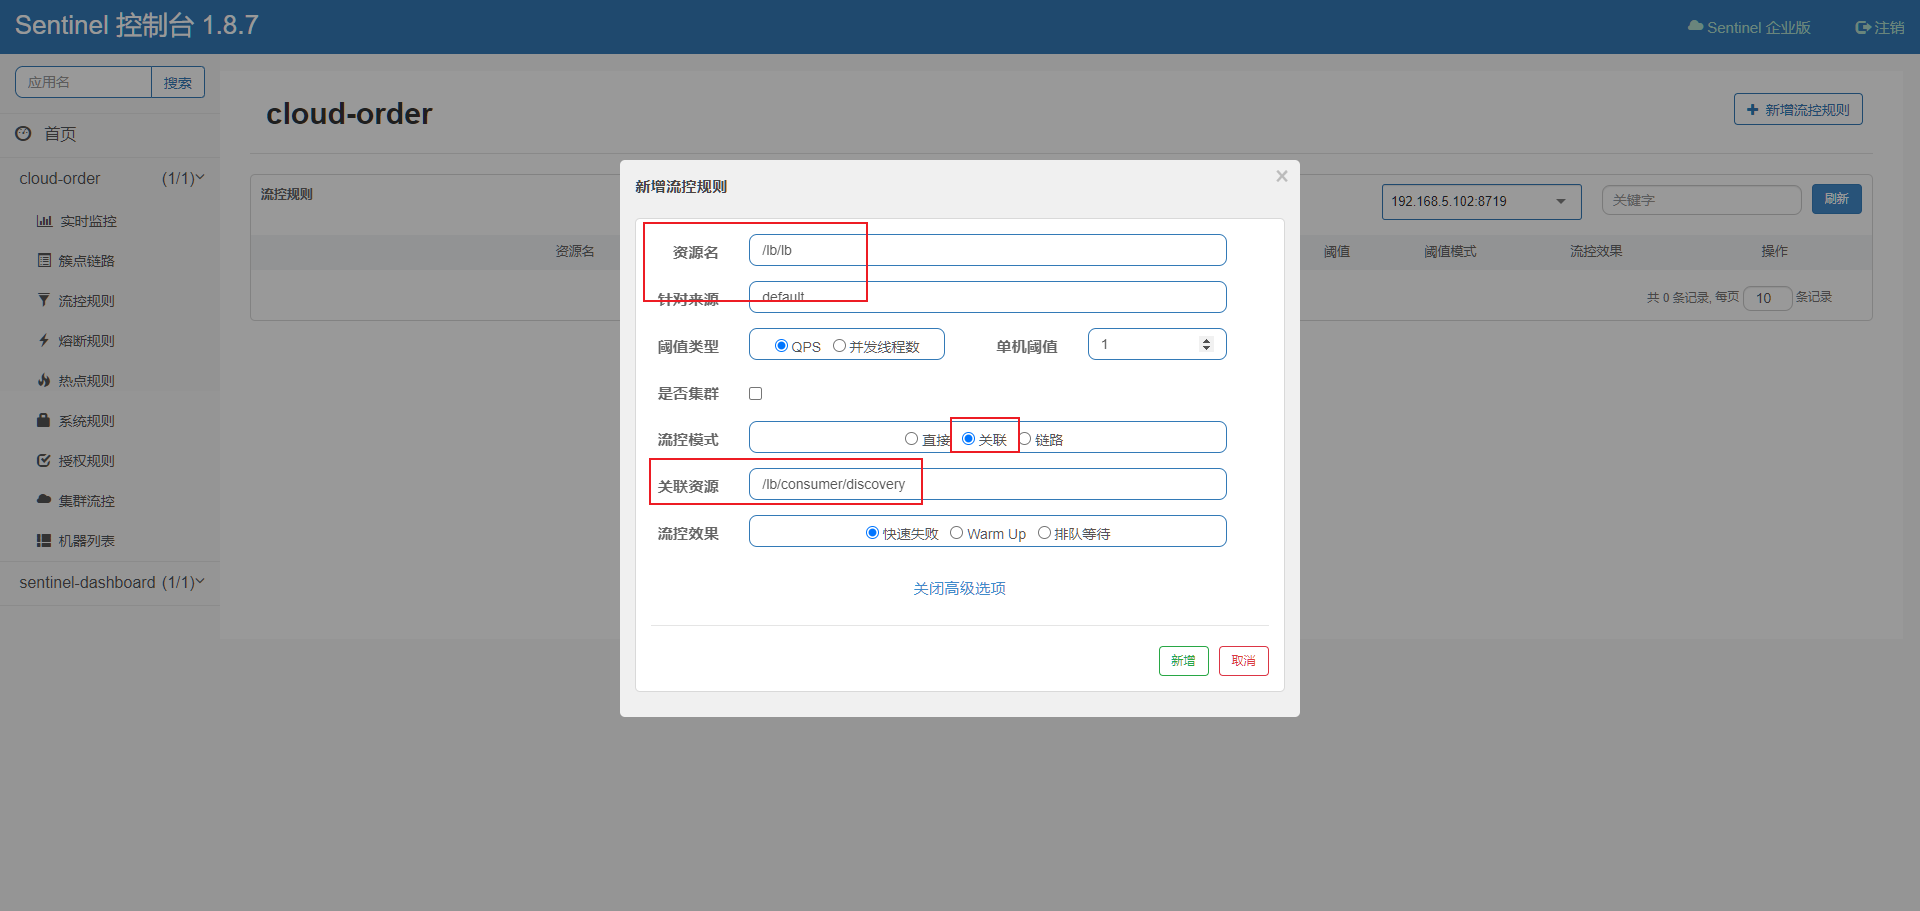 Sentinel 控制台 1.8.7
Sentinel 企业版
注销
应用名
搜索
首页
cloud-order (1/1)
实时监控
簇点链路
流控规则
熔断规则
热点规则
系统规则
授权规则
集群流控
机器列表
sentinel-dashboard (1/1)
cloud-order
新增流控规则
流控规则
192.168.5.102:8719
关键字
刷新
资源名
阈值
阈值模式
流控效果
操作
共 0 条记录, 每页 10 条记录
新增流控规则
×
资源名 /lb/lb
针对来源 default
阈值类型 QPS 并发线程数 单机阈值 1
是否集群
流控模式 直接 关联 链路
关联资源 /lb/consumer/discovery
流控效果 快速失败 Warm Up 排队等待
关闭高级选项
新增 取消